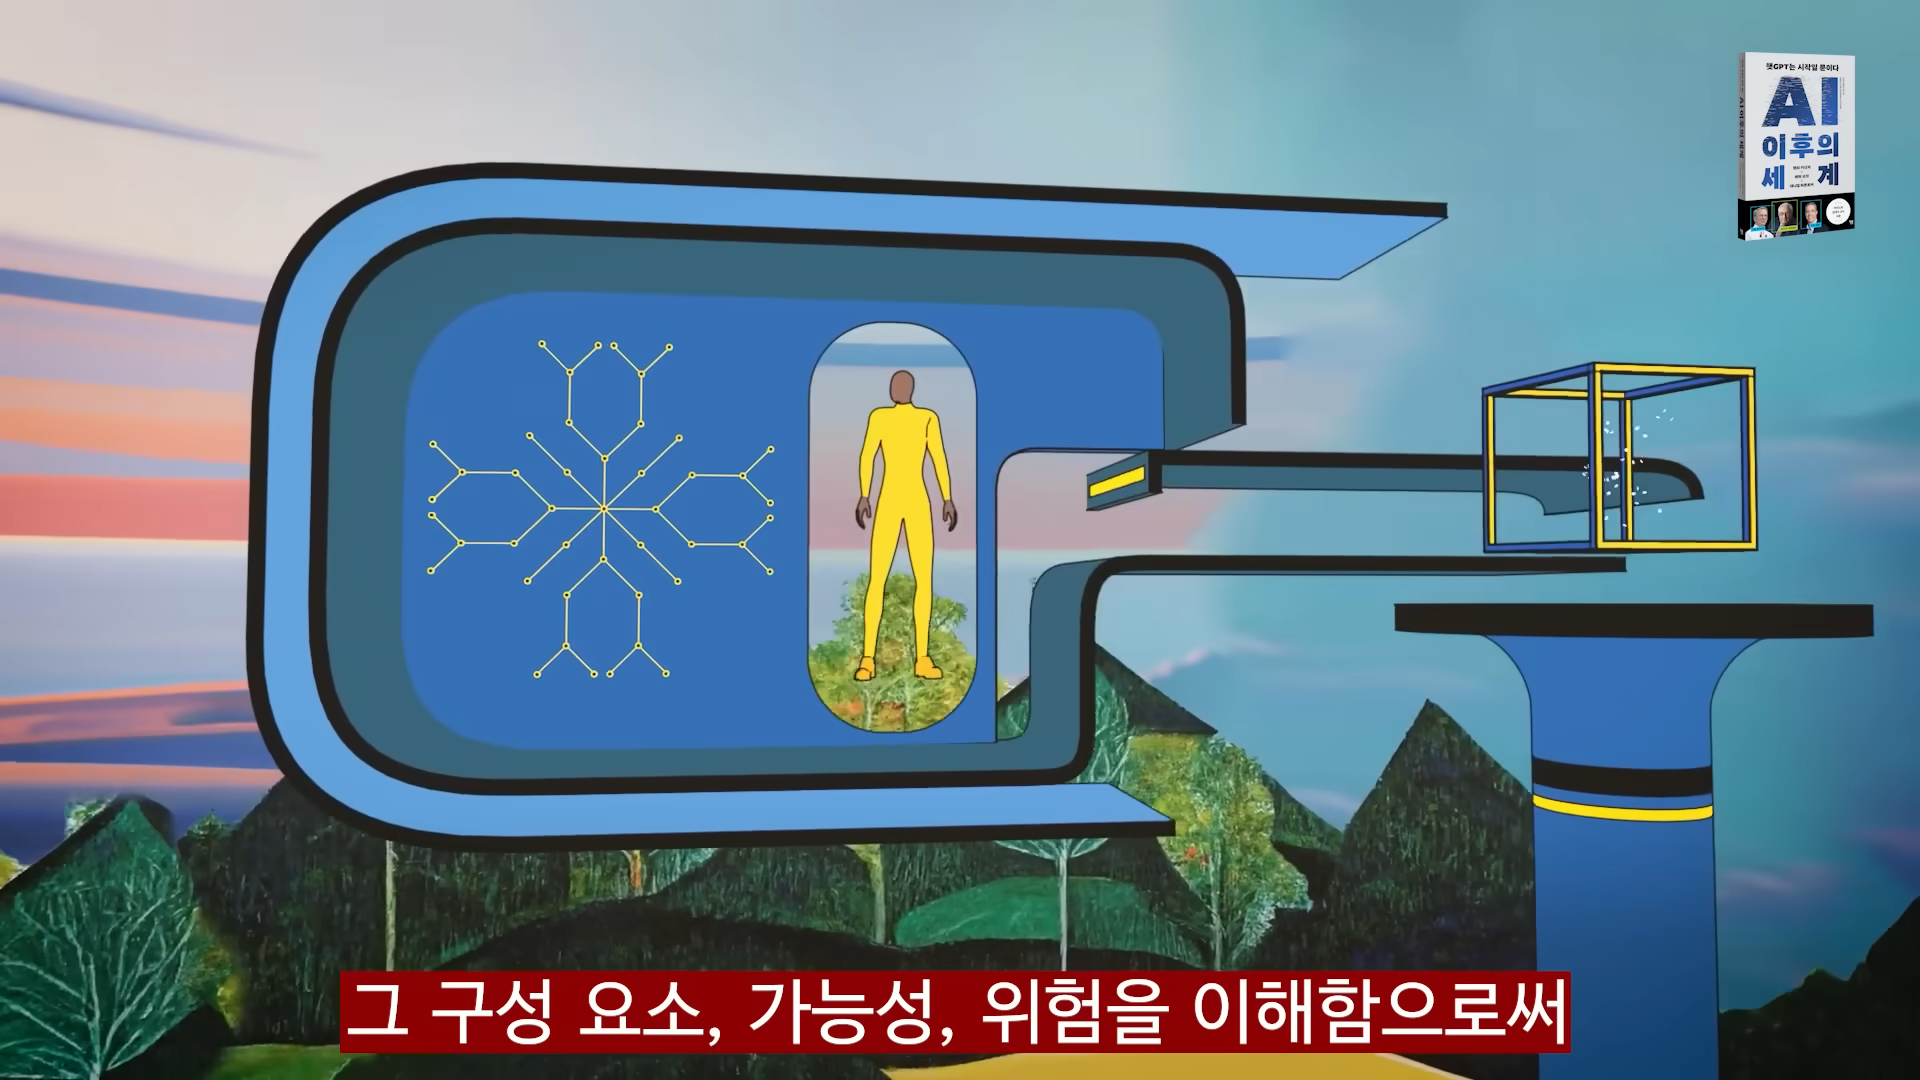 챗GPT는 시작일 뿐이다
AI
이후의
세계
그 구성 요소, 가능성, 위험을 이해함으로써